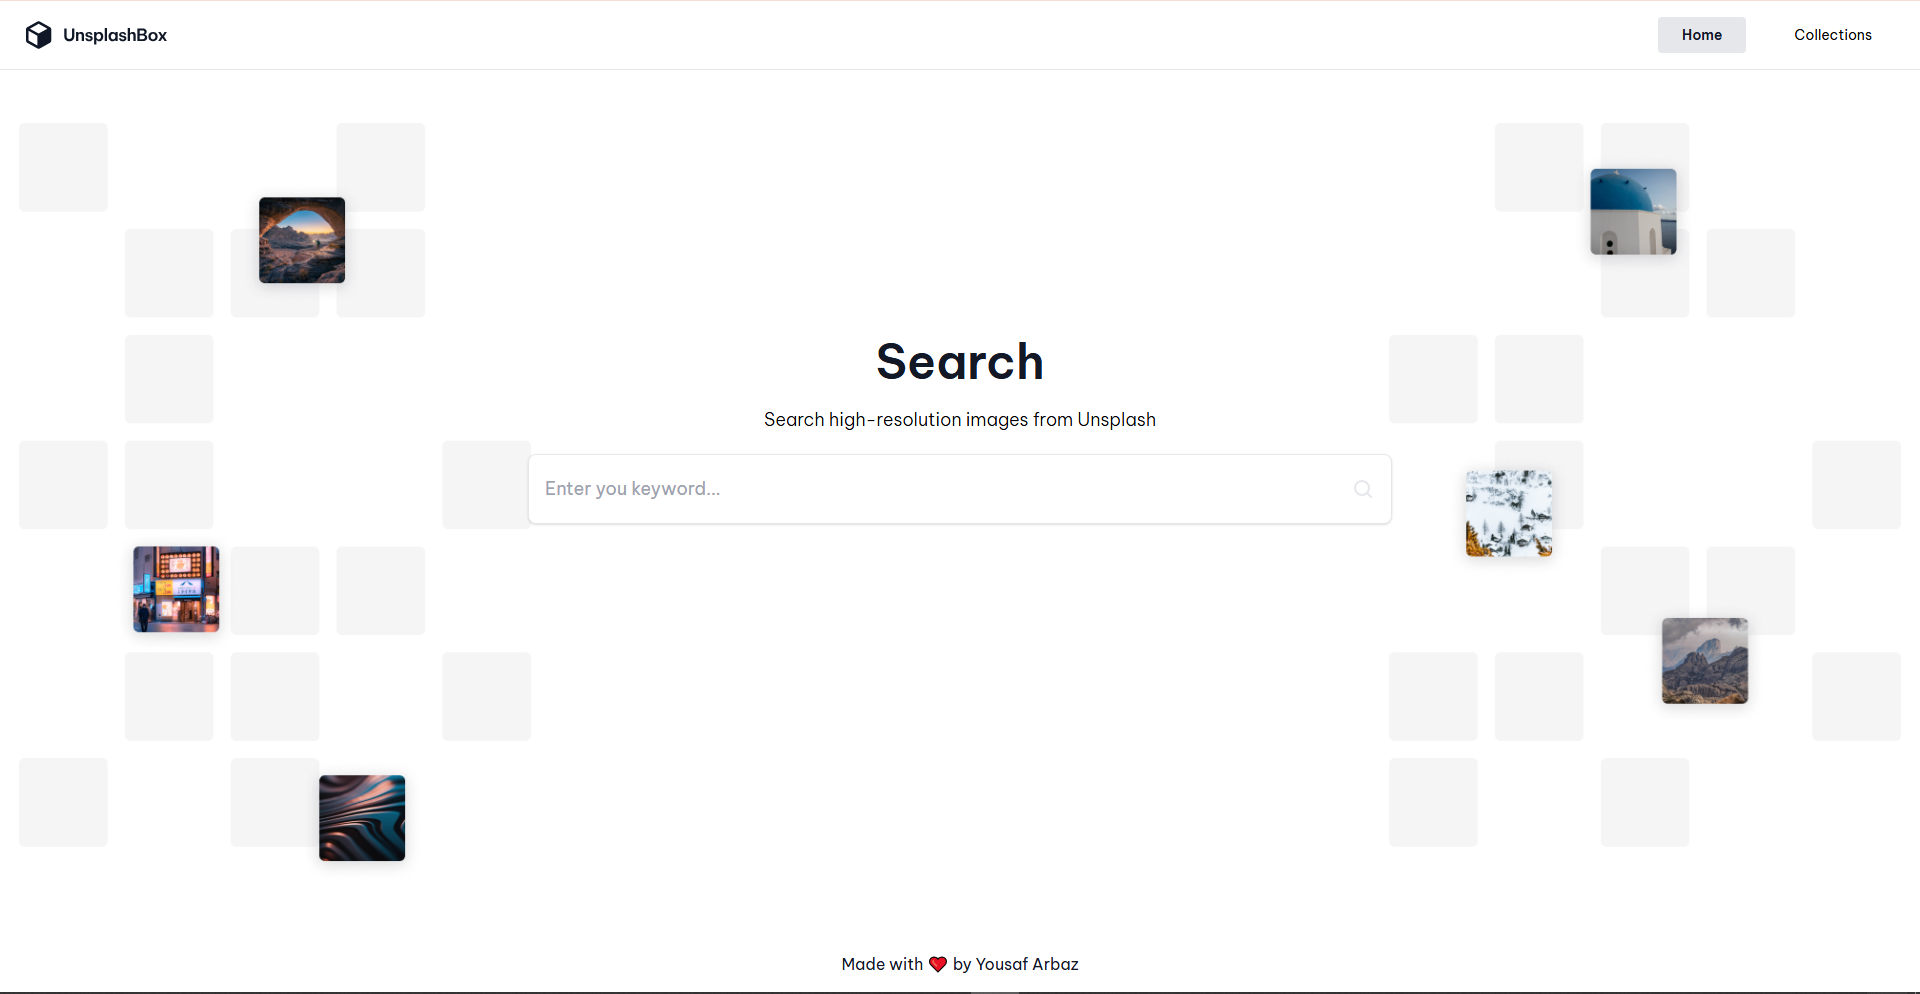 UnsplashBox
Home
Collections
Search
Search high-resolution images from Unsplash
Enter you keyword...
Made with ❤️ by Yousaf Arbaz